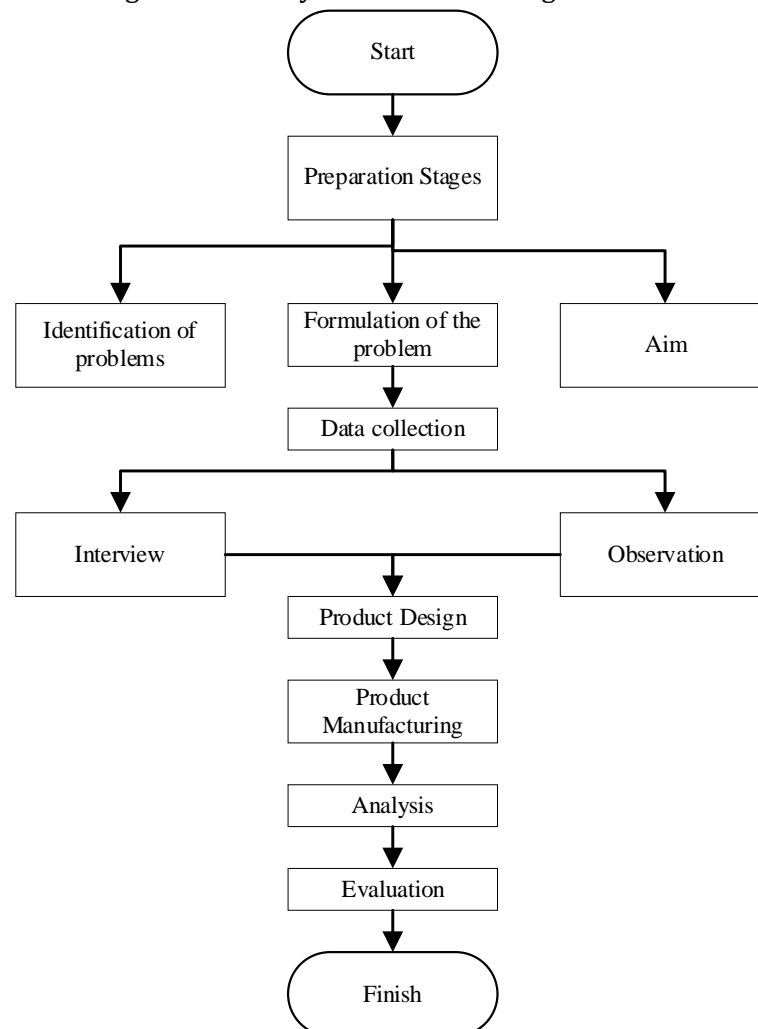 Start
Preparation Stages
Identification of
problems
Formulation of the
problem
Aim
Data collection
Interview
Observation
Product Design
Product
Manufacturing
Analysis
Evaluation
Finish